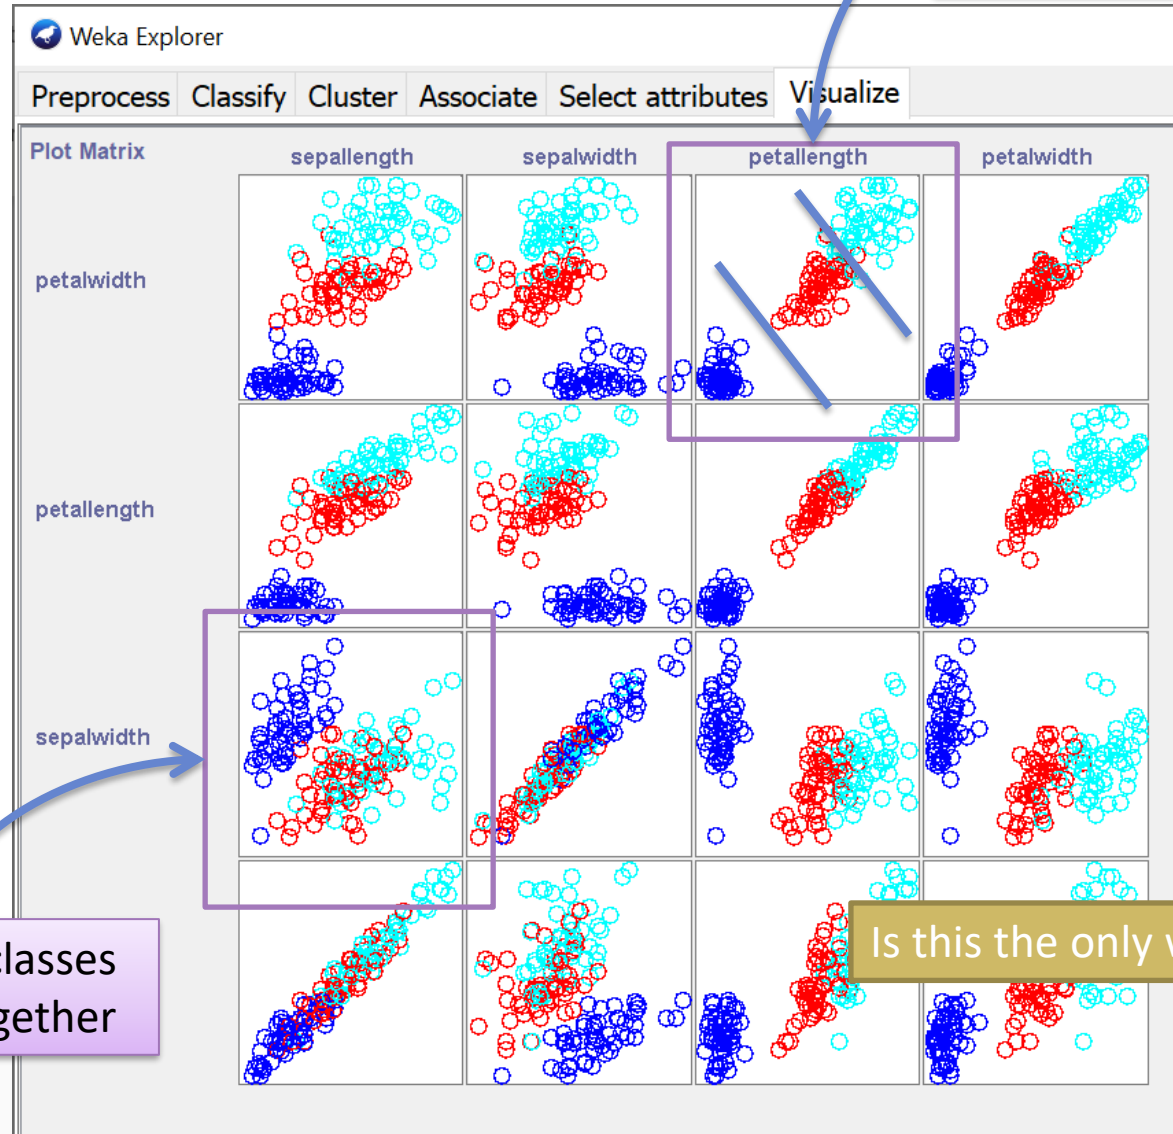 Weka Explorer
Preprocess Classify Cluster Associate Select attributes Visualize
Plot Matrix sepallength sepalwidth petallength petalwidth
petalwidth
petallength
sepalwidth
classes
gether
Is this the only